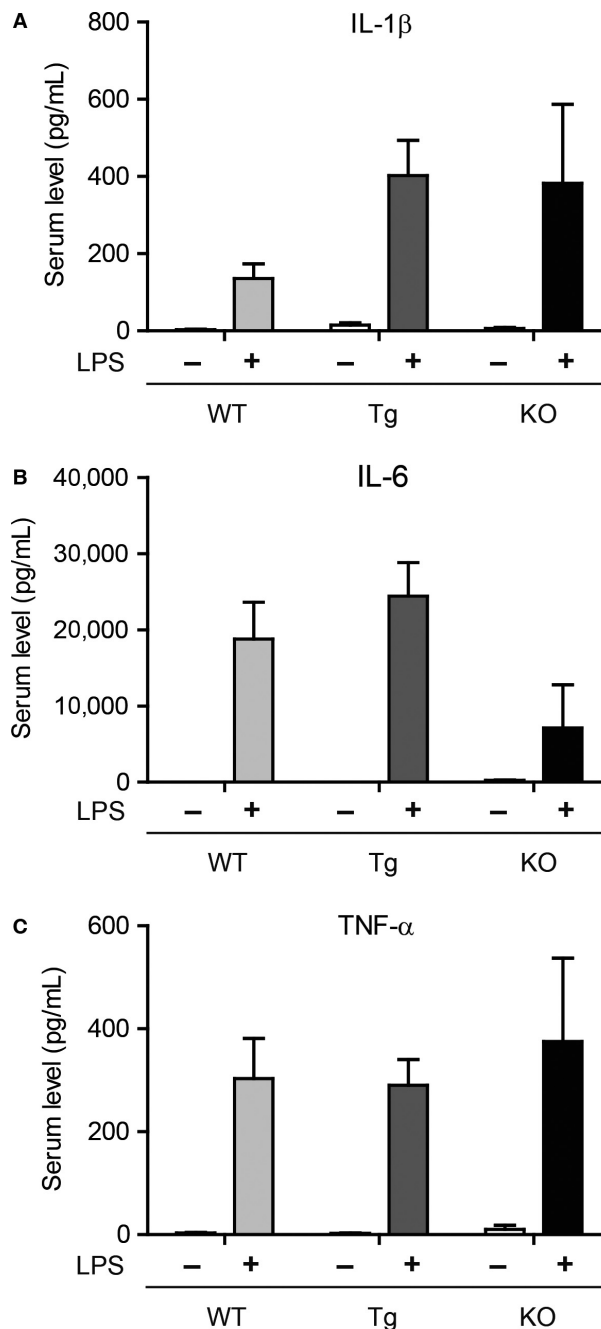 A
IL-1β
800
600
400
200
0
Serum level (pg/mL)
LPS – + – + – +
WT Tg KO
B
IL-6
40,000
30,000
20,000
10,000
0
Serum level (pg/mL)
LPS – + – + – +
WT Tg KO
C
TNF-α
600
400
200
0
Serum level (pg/mL)
LPS – + – + – +
WT Tg KO